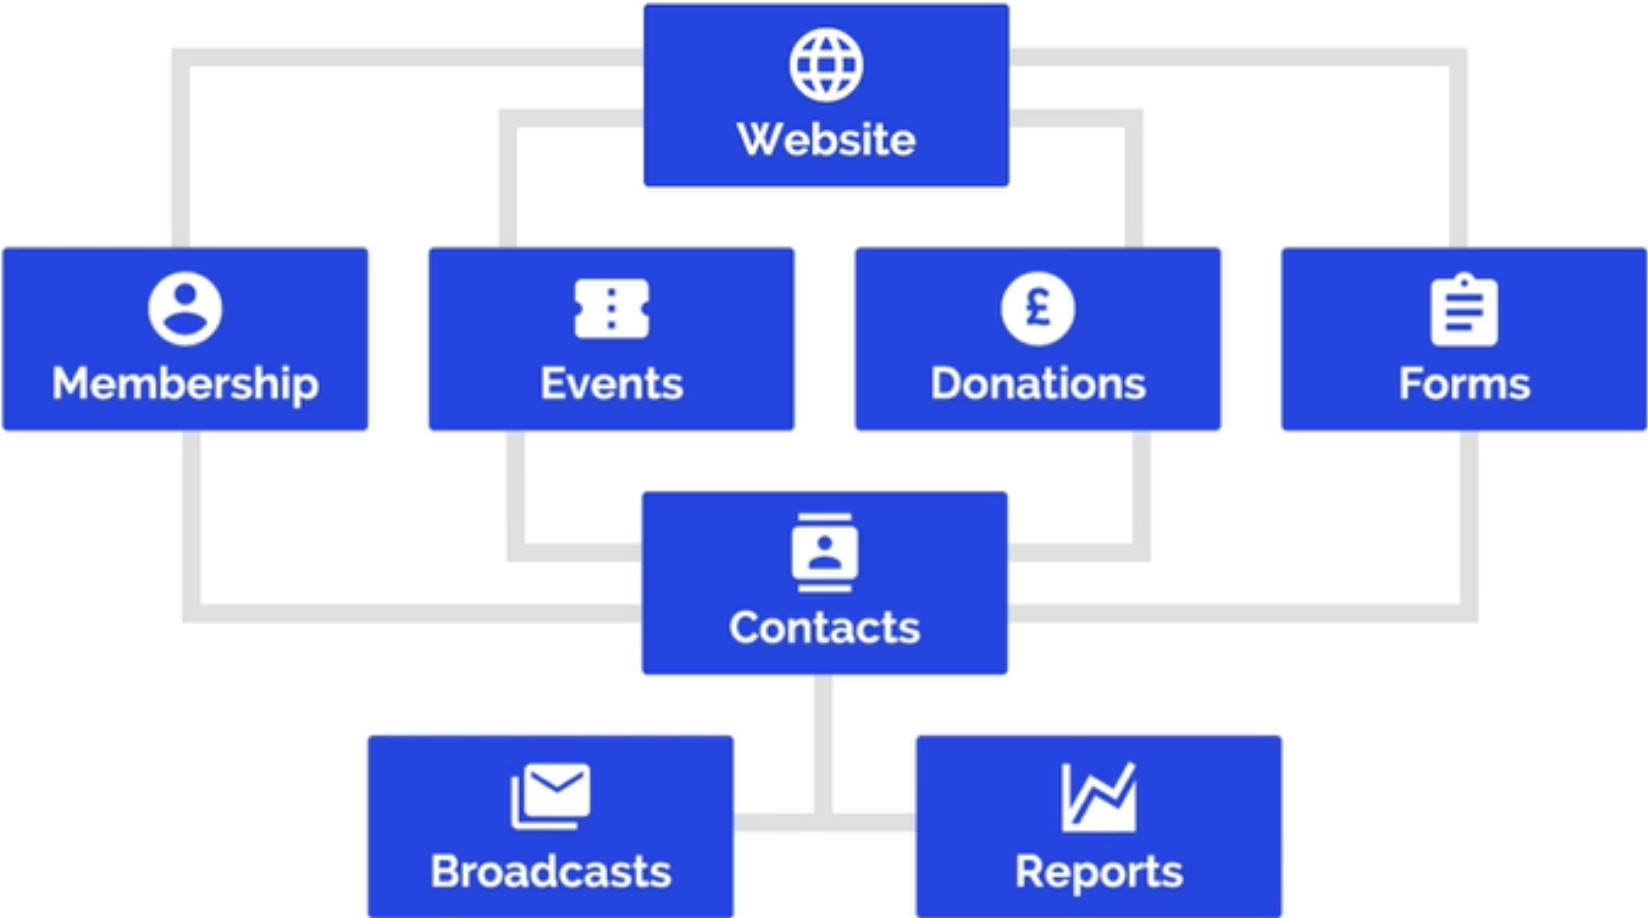 Website
Membership
Events
£
Donations
Forms
Contacts
Broadcasts
Reports